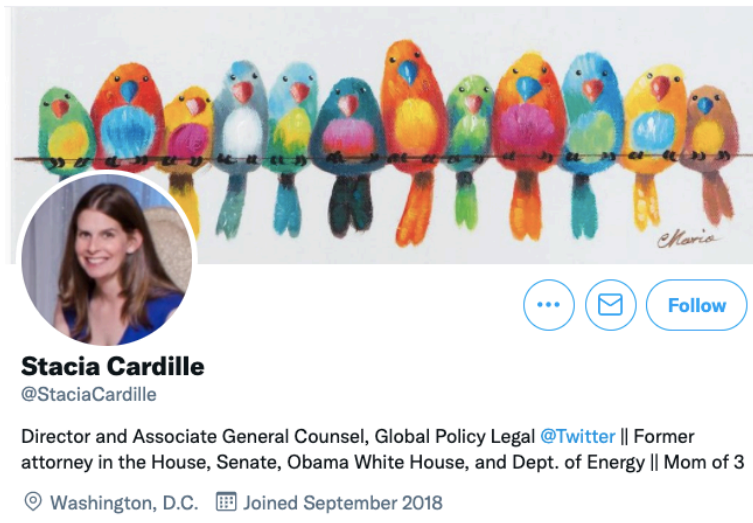 CMario
Follow
Stacia Cardille
@StaciaCardille
Director and Associate General Counsel, Global Policy Legal @Twitter || Former
attorney in the House, Senate, Obama White House, and Dept. of Energy || Mom of 3
Washington, D.C. Joined September 2018